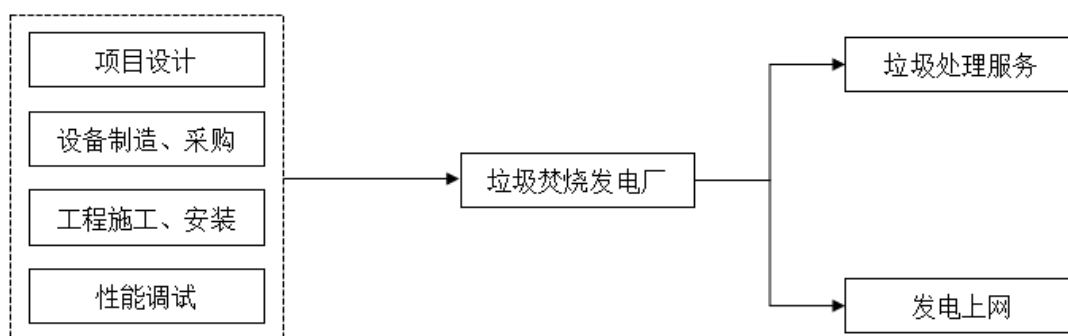 项目设计
设备制造、采购
工程施工、安装
性能调试
垃圾焚烧发电厂
垃圾处理服务
发电上网